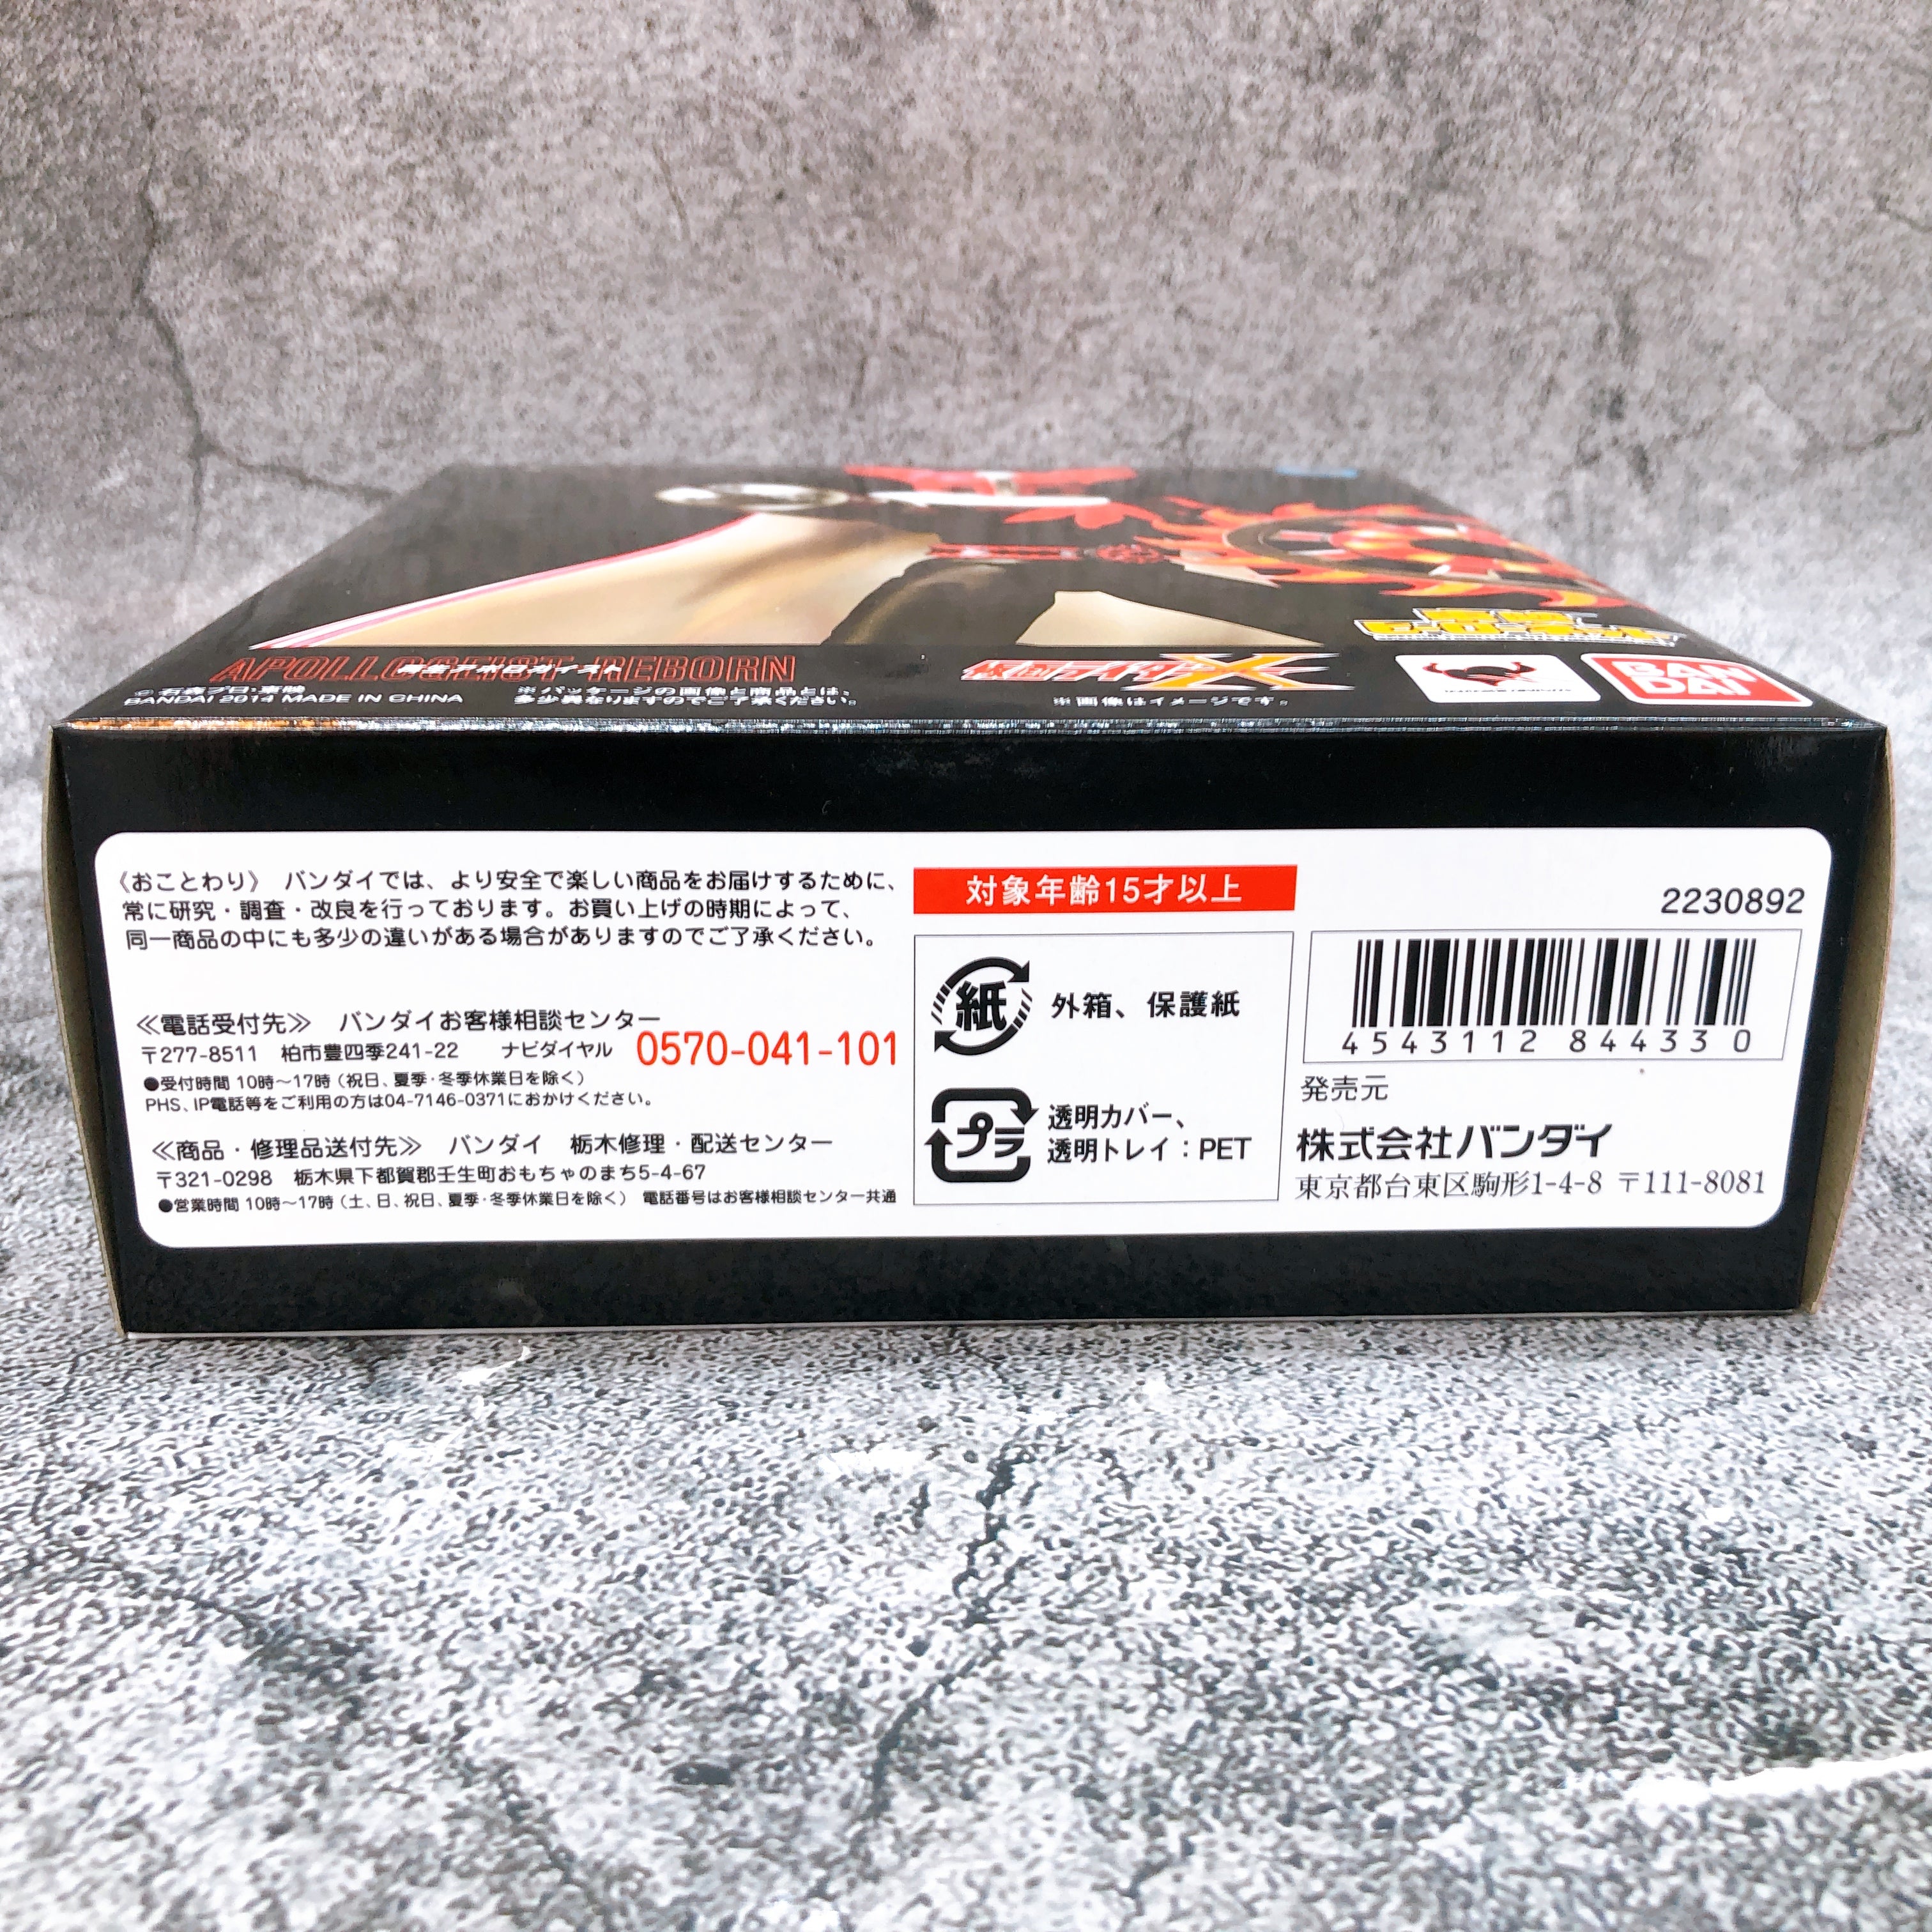 APOLLOGEIST REBORN
再生アポロガイスト
© 石森プロ・東映
BANDAI 2014 MADE IN CHINA
※パッケージの画像と商品とは、
多少異なりますのでご了承ください。
仮面ライダーX
※画像はイメージです。
BAN
DAI
《おことわり》 バンダイでは、より安全で楽しい商品をお届けするために、
常に研究・調査・改良を行っております。お買い上げの時期によって、
同一商品の中にも多少の違いがある場合がありますのでご了承ください。
≪電話受付先≫ バンダイお客様相談センター
〒277-8511 柏市豊四季241-22 ナビダイヤル 0570-041-101
●受付時間 10時～17時 (祝日、夏季・冬季休業日を除く)
PHS、IP電話等をご利用の方は04-7146-0371におかけください。
≪商品・修理品送付先≫ バンダイ 栃木修理・配送センター
〒321-0298 栃木県下都賀郡壬生町おもちゃのまち5-4-67
●営業時間 10時～17時 (土、日、祝日、夏季・冬季休業日を除く) 電話番号はお客様相談センター共通
対象年齢15才以上
紙 外箱、保護紙
プラ 透明カバー、
透明トレイ：PET
2230892
4543112 844330
発売元
株式会社バンダイ
東京都台東区駒形1-4-8 〒111-8081